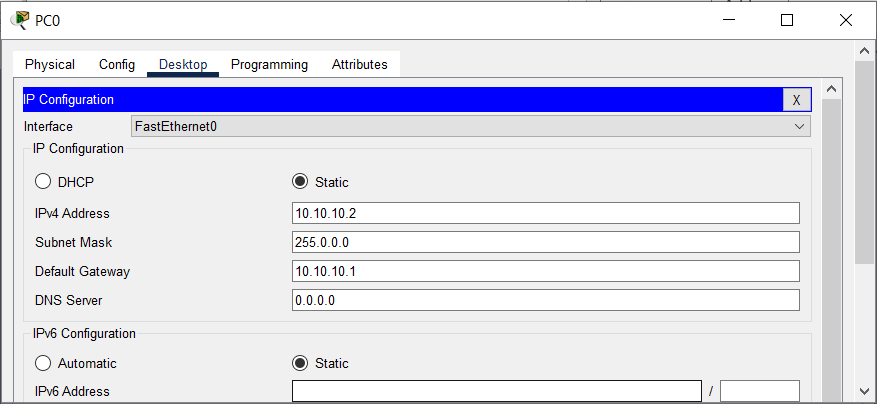 PC0
Physical Config Desktop Programming Attributes
IP Configuration X
Interface FastEthernet0
IP Configuration
DHCP Static
IPv4 Address 10.10.10.2
Subnet Mask 255.0.0.0
Default Gateway 10.10.10.1
DNS Server 0.0.0.0
IPv6 Configuration
Automatic Static
IPv6 Address /